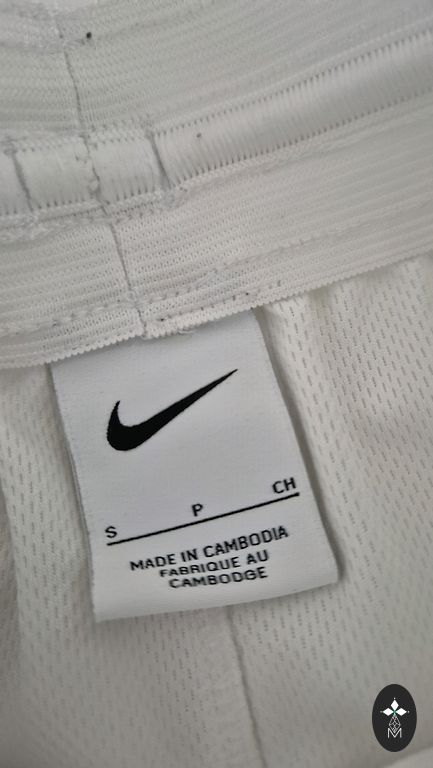 S P CH
MADE IN CAMBODIA
FABRIQUE AU
CAMBODGE
M